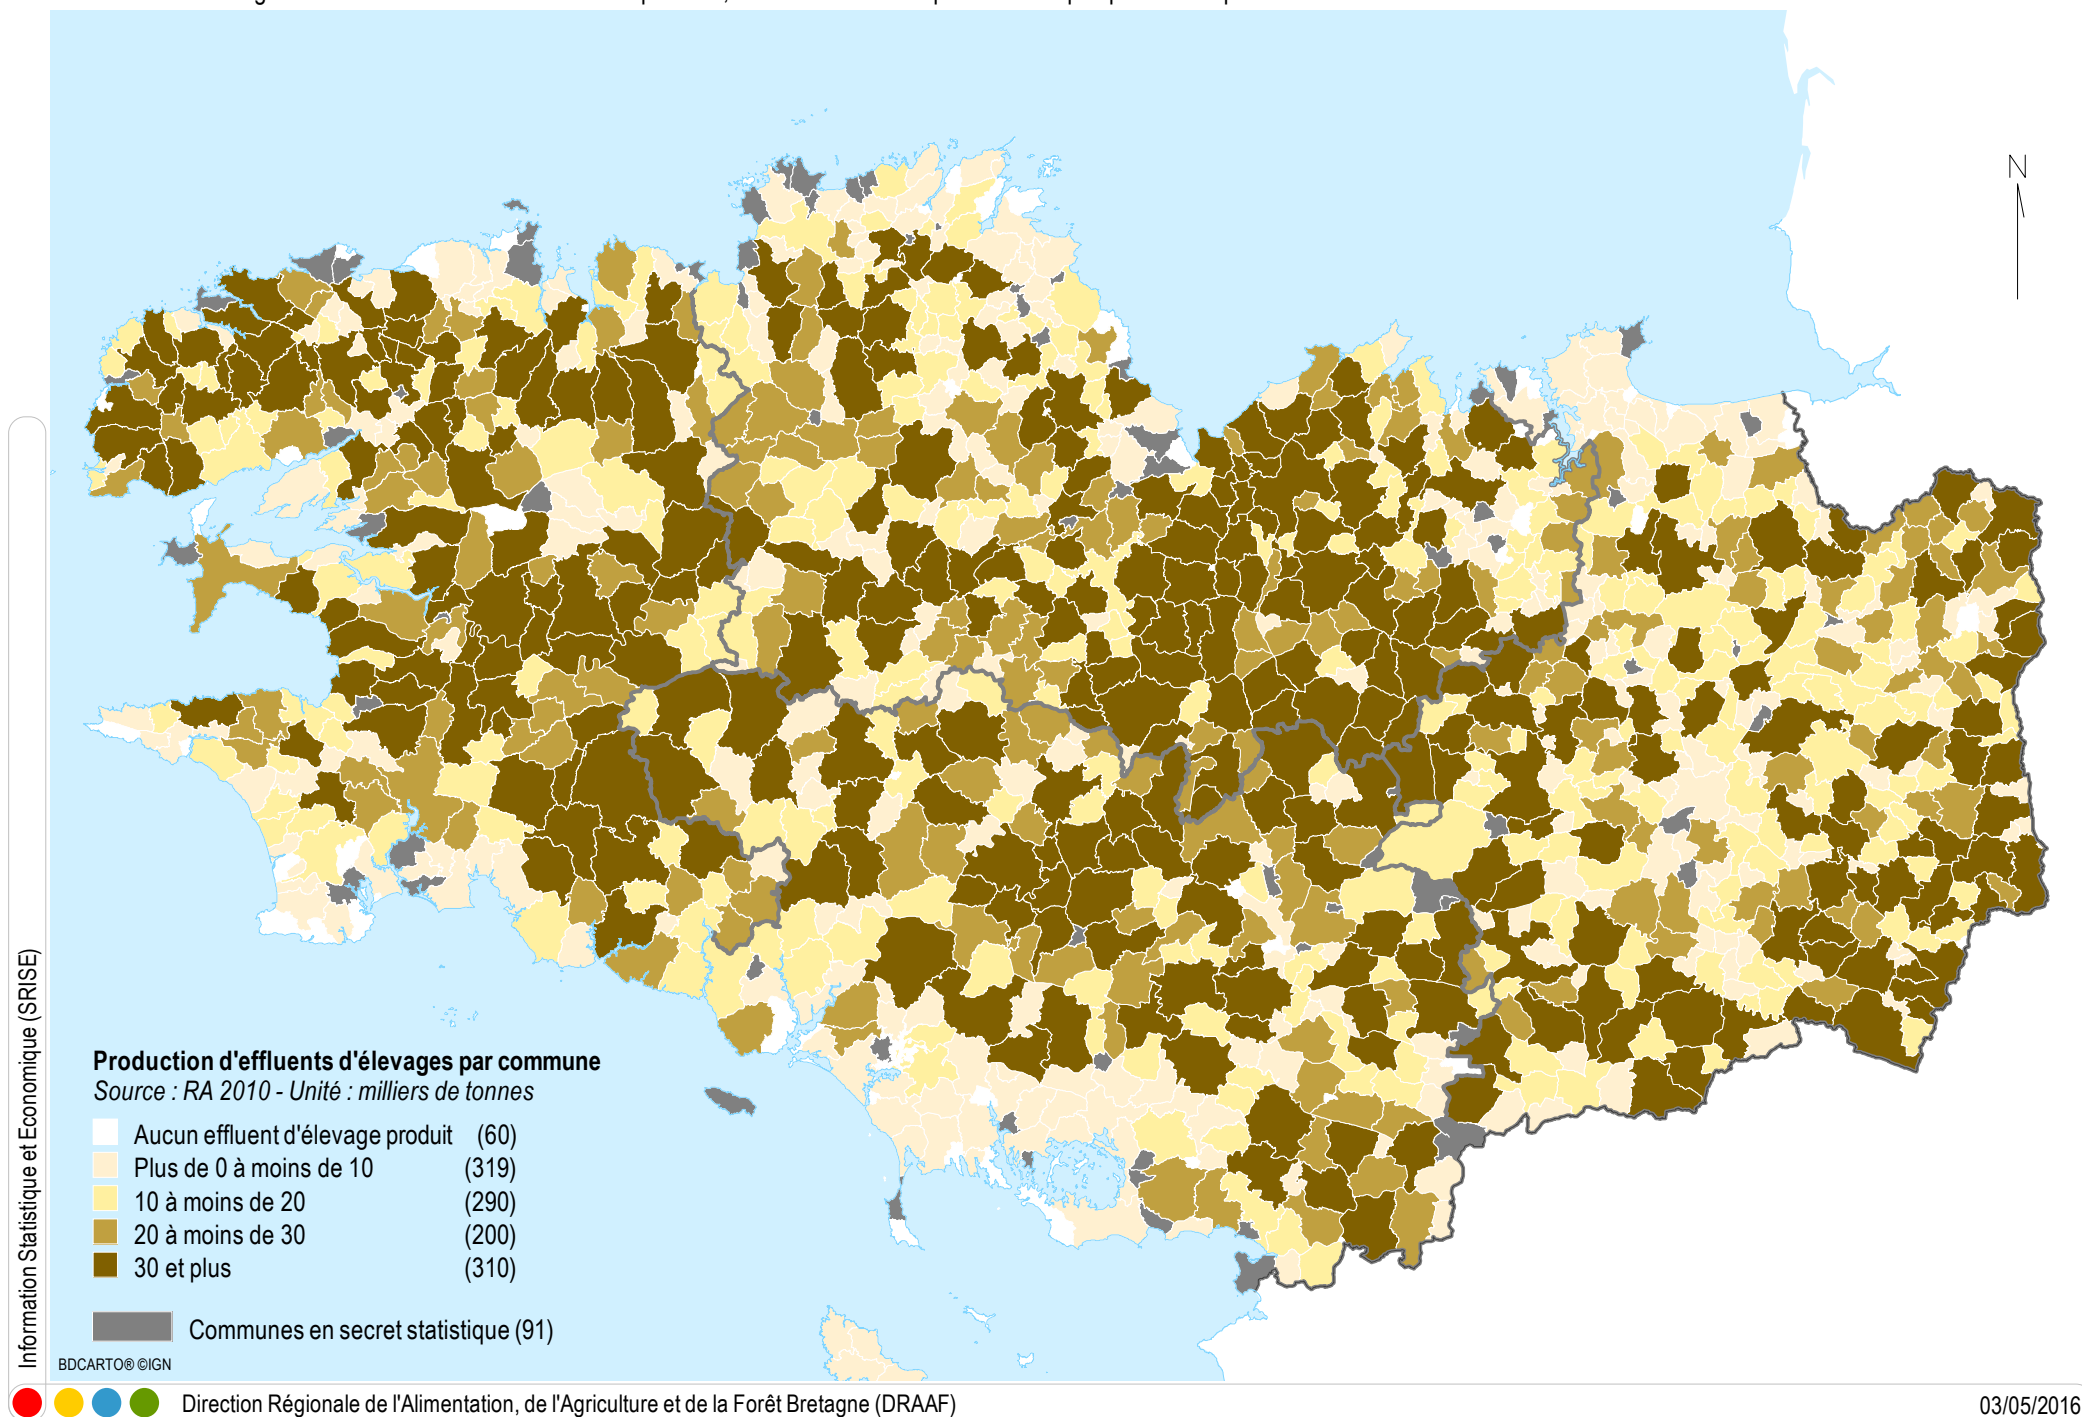 N
Production d'effluents d'élevages par commune
Source : RA 2010 - Unité : milliers de tonnes
Aucun effluent d'élevage produit (60)
Plus de 0 à moins de 10 (319)
10 à moins de 20 (290)
20 à moins de 30 (200)
30 et plus (310)
Communes en secret statistique (91)
BDCARTO® ©IGN
Information Statistique et Economique (SRISE)
Direction Régionale de l'Alimentation, de l'Agriculture et de la Forêt Bretagne (DRAAF)
03/05/2016